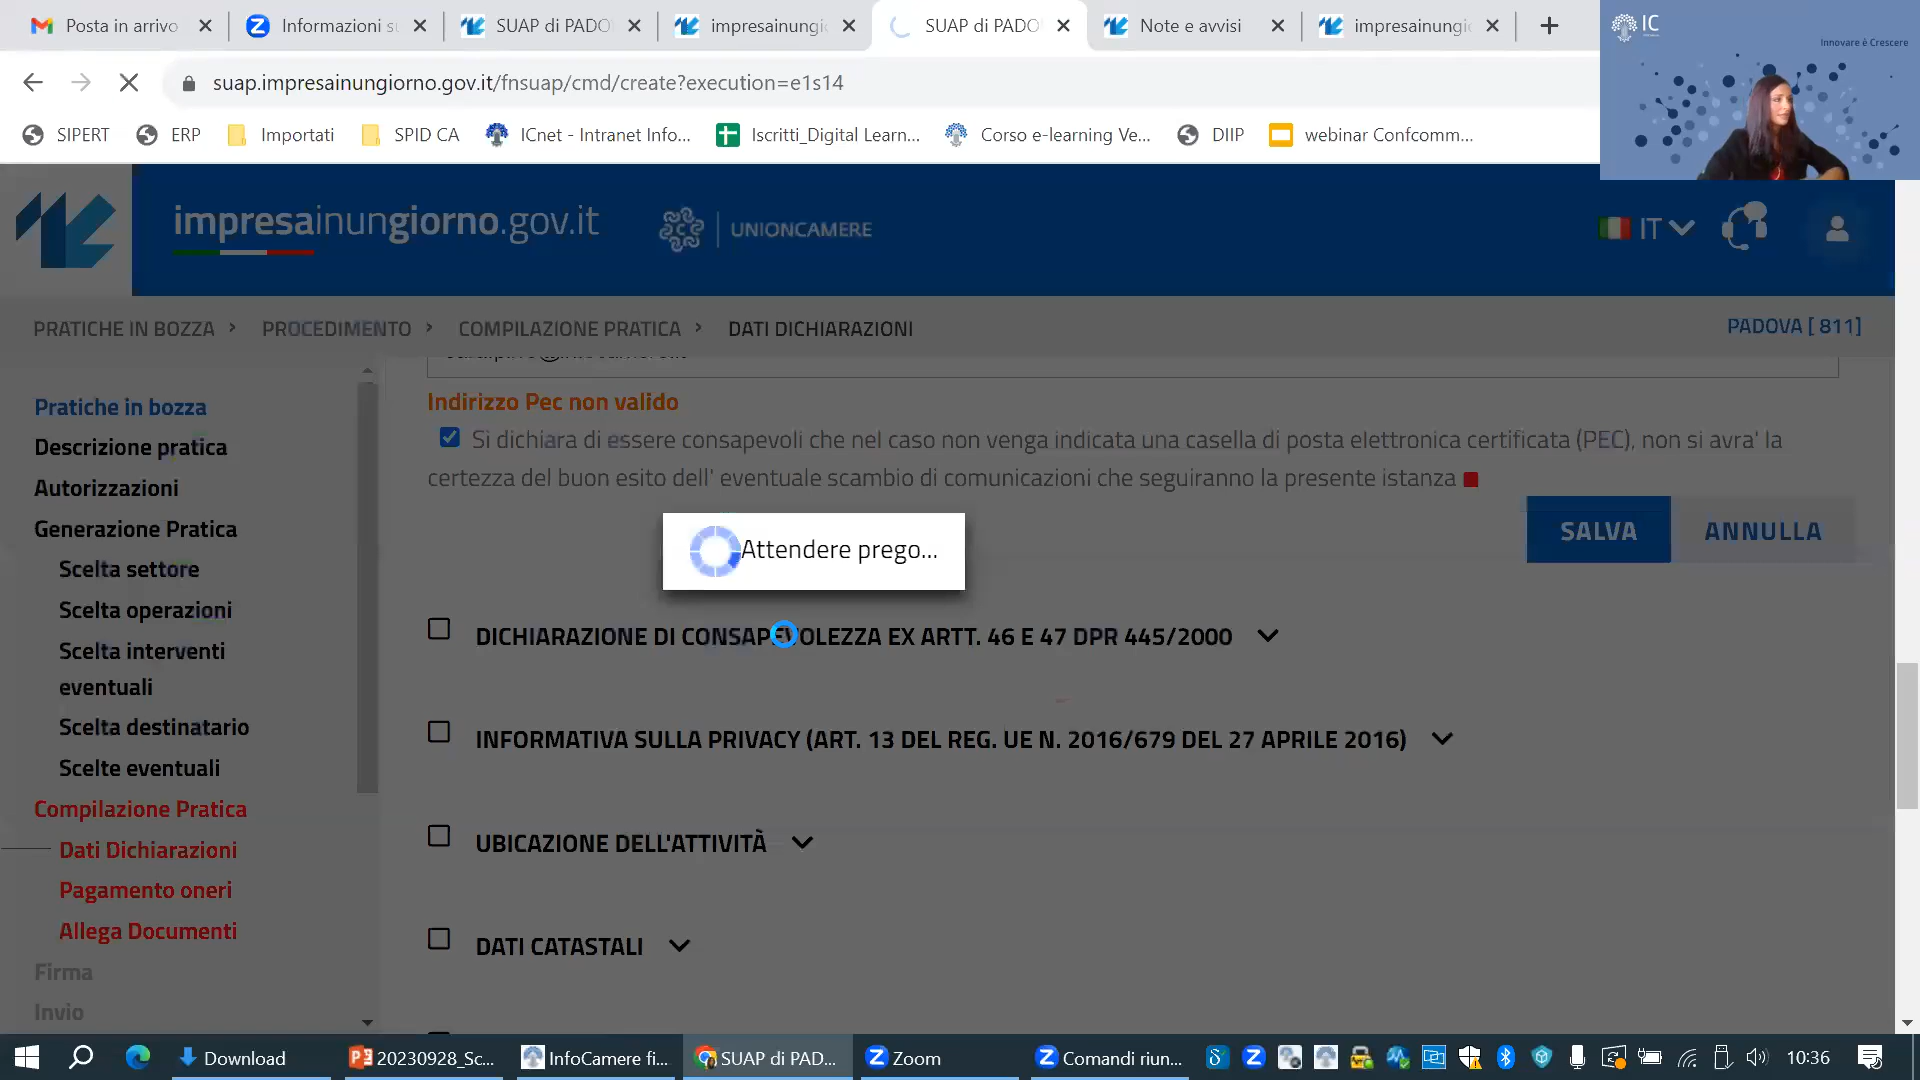 Posta in arrivo
Informazioni su
SUAP di PADO
impresainungio
SUAP di PADO
Note e avvisi
impresainungio
IC
Innovare è Crescere
suap.impresainungiorno.gov.it/fnsuap/cmd/create?execution=e1s14
SIPERT
ERP
Importati
SPID CA
ICnet - Intranet Info...
Iscritti_Digital Learn...
Corso e-learning Ve...
DIIP
webinar Confcomm...
impresainungiorno.gov.it
UNIONCAMERE
IT
PRATICHE IN BOZZA > PROCEDIMENTO > COMPILAZIONE PRATICA > DATI DICHIARAZIONI
PADOVA [ 811]
Pratiche in bozza
Descrizione pratica
Autorizzazioni
Generazione Pratica
Scelta settore
Scelta operazioni
Scelta interventi
eventuali
Scelta destinatario
Scelte eventuali
Compilazione Pratica
Dati Dichiarazioni
Pagamento oneri
Allega Documenti
Firma
Invio
Indirizzo Pec non valido
Si dichiara di essere consapevoli che nel caso non venga indicata una casella di posta elettronica certificata (PEC), non si avra' la
certezza del buon esito dell' eventuale scambio di comunicazioni che seguiranno la presente istanza
SALVA
ANNULLA
Attendere prego...
DICHIARAZIONE DI CONSAPEVOLEZZA EX ARTT. 46 E 47 DPR 445/2000
INFORMATIVA SULLA PRIVACY (ART. 13 DEL REG. UE N. 2016/679 DEL 27 APRILE 2016)
UBICAZIONE DELL'ATTIVITÀ
DATI CATASTALI
Download
20230928_Sc...
InfoCamere fi...
SUAP di PAD...
Zoom
Comandi riun...
10:36